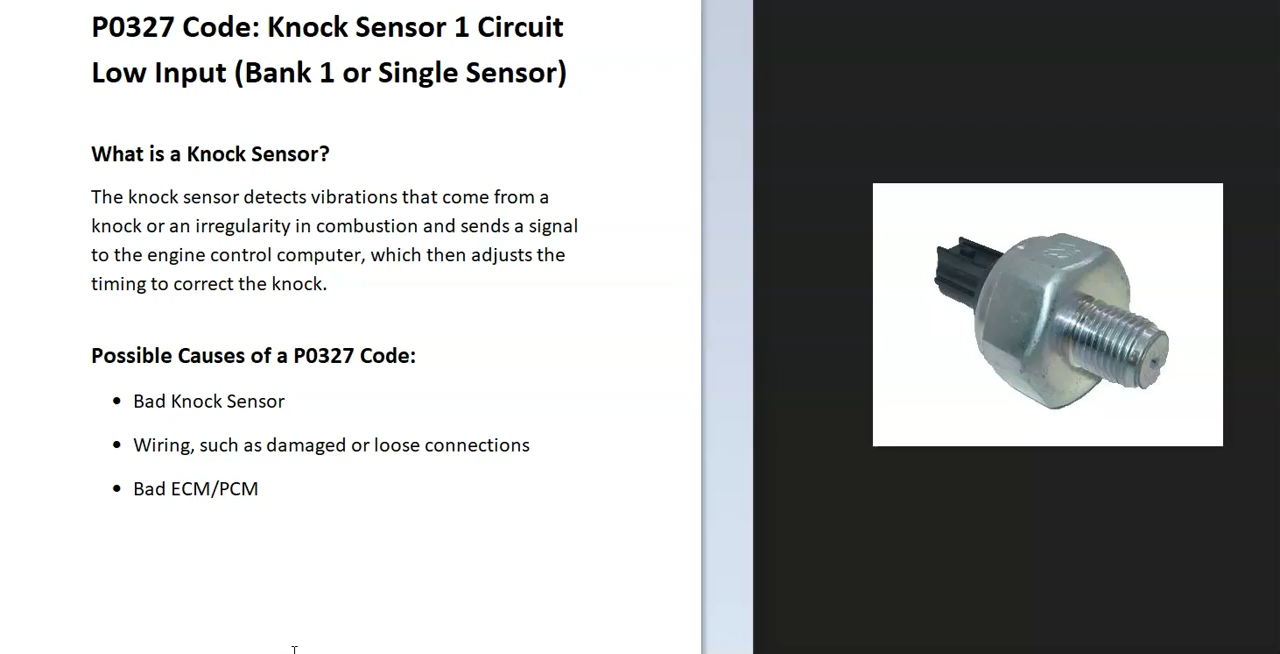 P0327 Code: Knock Sensor 1 Circuit
Low Input (Bank 1 or Single Sensor)
What is a Knock Sensor?
The knock sensor detects vibrations that come from a
knock or an irregularity in combustion and sends a signal
to the engine control computer, which then adjusts the
timing to correct the knock.
Possible Causes of a P0327 Code:
• Bad Knock Sensor
• Wiring, such as damaged or loose connections
• Bad ECM/PCM